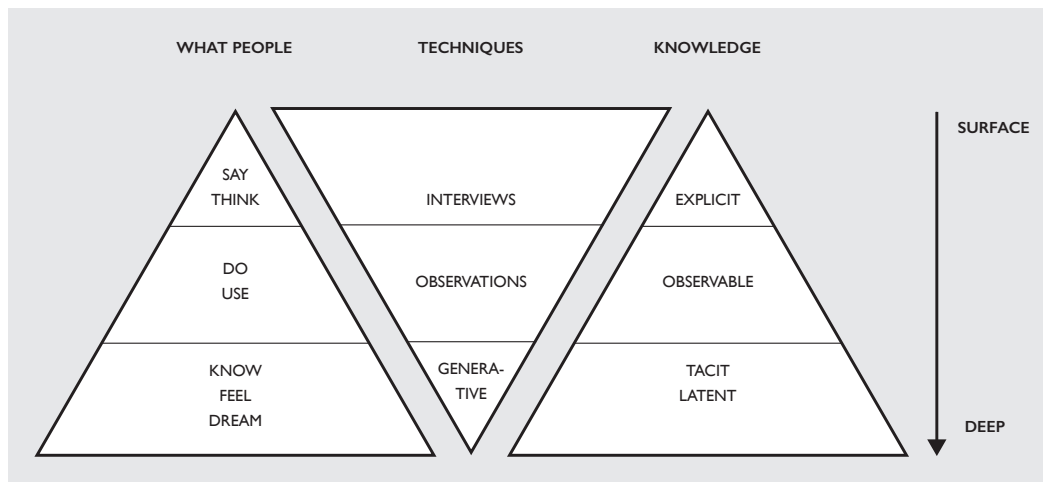 WHAT PEOPLE
TECHNIQUES
KNOWLEDGE
SURFACE
SAY
THINK
INTERVIEWS
EXPLICIT
DO
USE
OBSERVATIONS
OBSERVABLE
KNOW
FEEL
DREAM
GENERA-
TIVE
TACIT
LATENT
DEEP